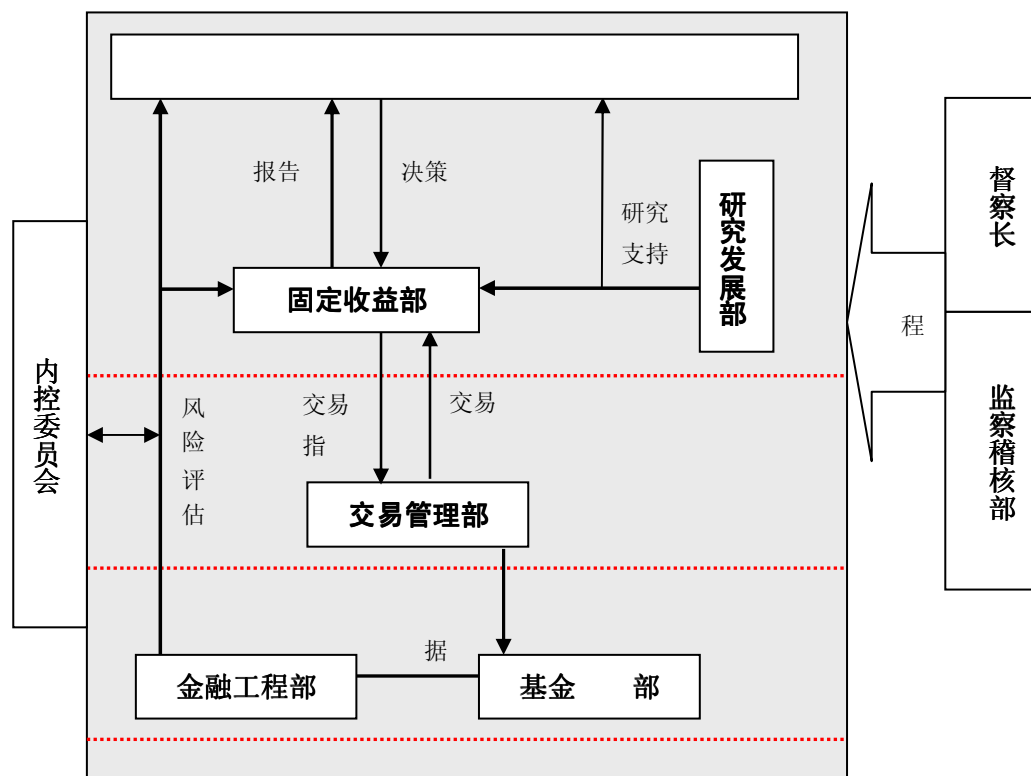 报告
决策
督察长
研究发展部
研究
支持
固定收益部
程
内控委员会
风险评估
交易
指
交易
监察稽核部
交易管理部
据
金融工程部
基金 部